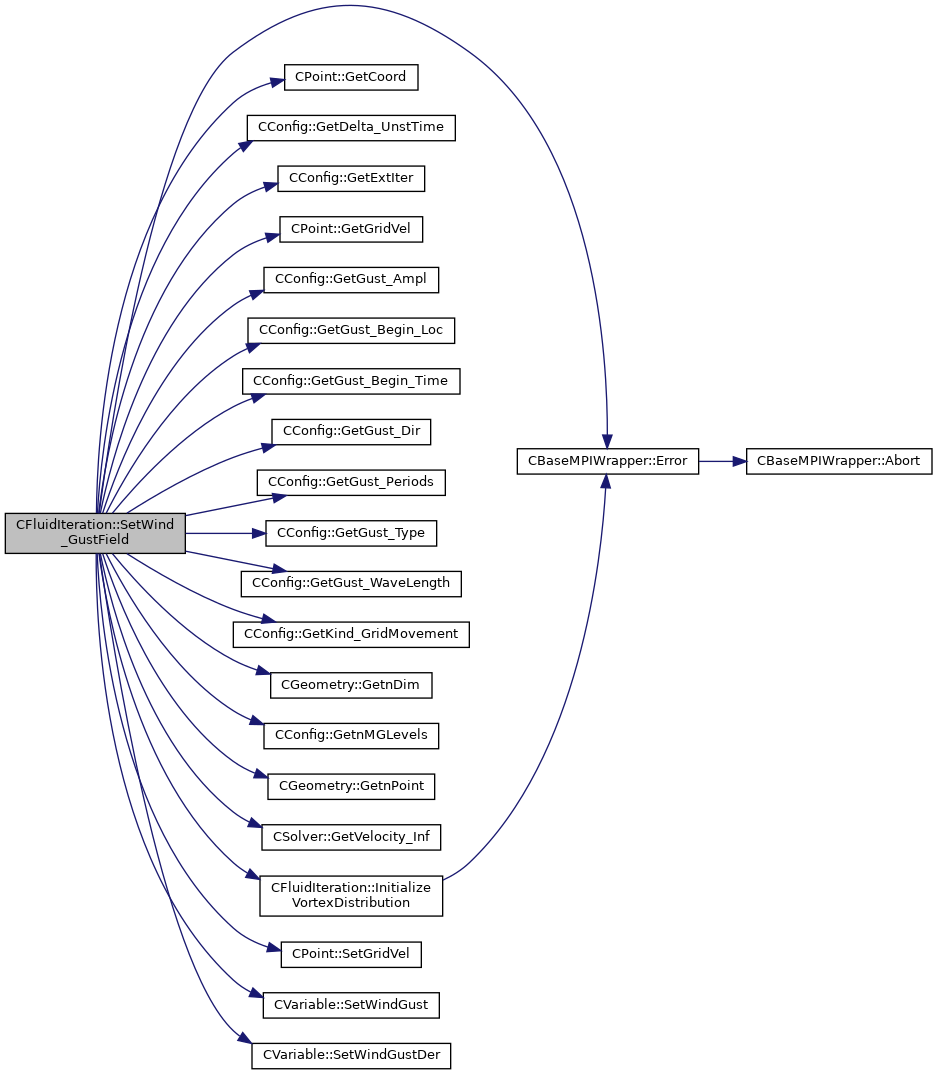 CPoint::GetCoord
CConfig::GetDelta_UnstTime
CConfig::GetExtIter
CPoint::GetGridVel
CConfig::GetGust_Ampl
CConfig::GetGust_Begin_Loc
CConfig::GetGust_Begin_Time
CConfig::GetGust_Dir
CBaseMPIWrapper::Error
CBaseMPIWrapper::Abort
CConfig::GetGust_Periods
CFluidIteration::SetWind
_GustField
CConfig::GetGust_Type
CConfig::GetGust_WaveLength
CConfig::GetKind_GridMovement
CGeometry::GetnDim
CConfig::GetnMGLevels
CGeometry::GetnPoint
CSolver::GetVelocity_Inf
CFluidIteration::Initialize
VortexDistribution
CPoint::SetGridVel
CVariable::SetWindGust
CVariable::SetWindGustDer